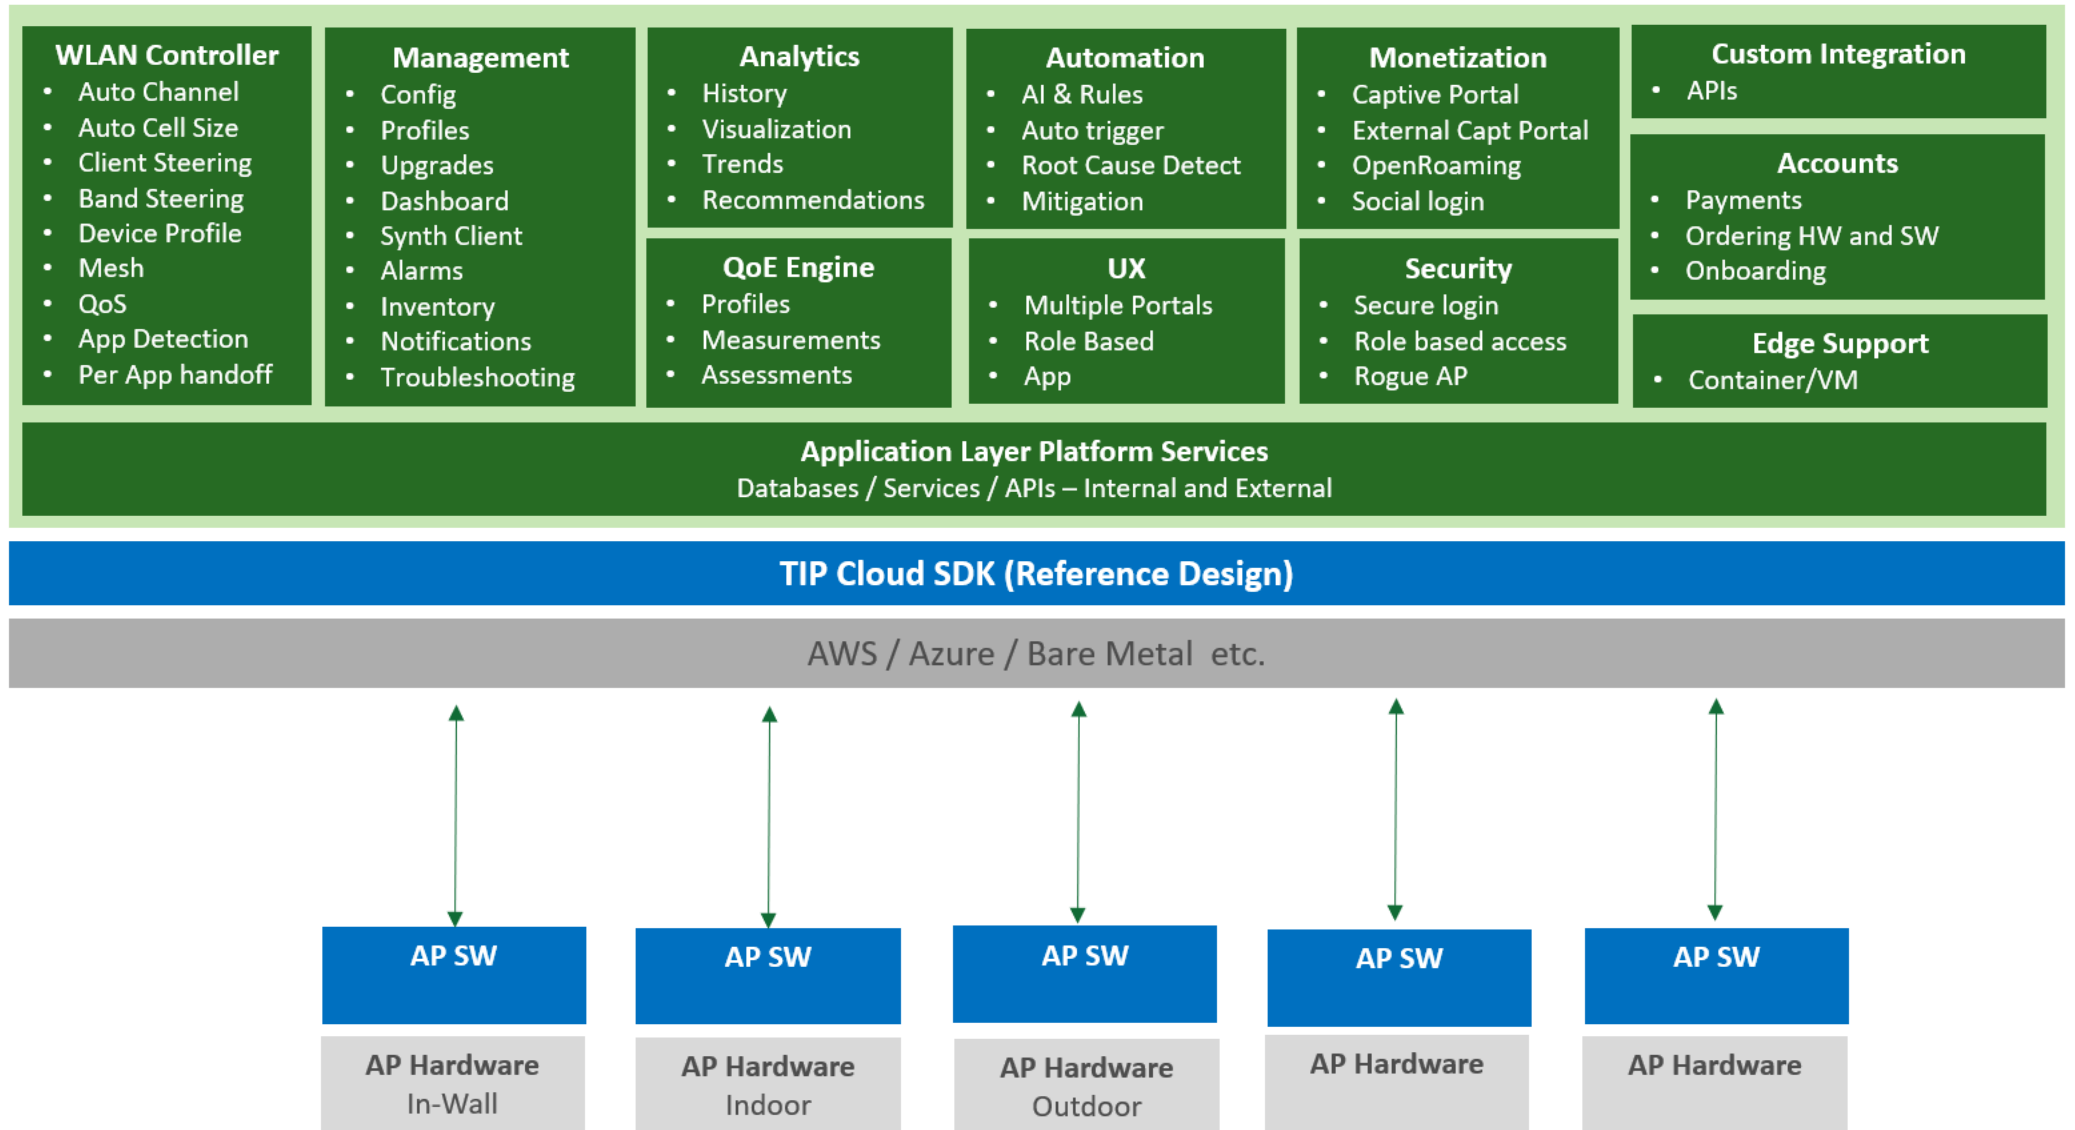 WLAN Controller
• Auto Channel
• Auto Cell Size
• Client Steering
• Band Steering
• Device Profile
• Mesh
• QoS
• App Detection
• Per App handoff
Management
• Config
• Profiles
• Upgrades
• Dashboard
• Synth Client
• Alarms
• Inventory
• Notifications
• Troubleshooting
Analytics
• History
• Visualization
• Trends
• Recommendations
QoE Engine
• Profiles
• Measurements
• Assessments
Automation
• AI & Rules
• Auto trigger
• Root Cause Detect
• Mitigation
UX
• Multiple Portals
• Role Based
• App
Monetization
• Captive Portal
• External Capt Portal
• OpenRoaming
• Social login
Security
• Secure login
• Role based access
• Rogue AP
Custom Integration
• APIs
Accounts
• Payments
• Ordering HW and SW
• Onboarding
Edge Support
• Container/VM
Application Layer Platform Services
Databases / Services / APIs – Internal and External
TIP Cloud SDK (Reference Design)
AWS / Azure / Bare Metal etc.
AP SW
AP Hardware
In-Wall
AP SW
AP Hardware
Indoor
AP SW
AP Hardware
Outdoor
AP SW
AP Hardware
AP SW
AP Hardware